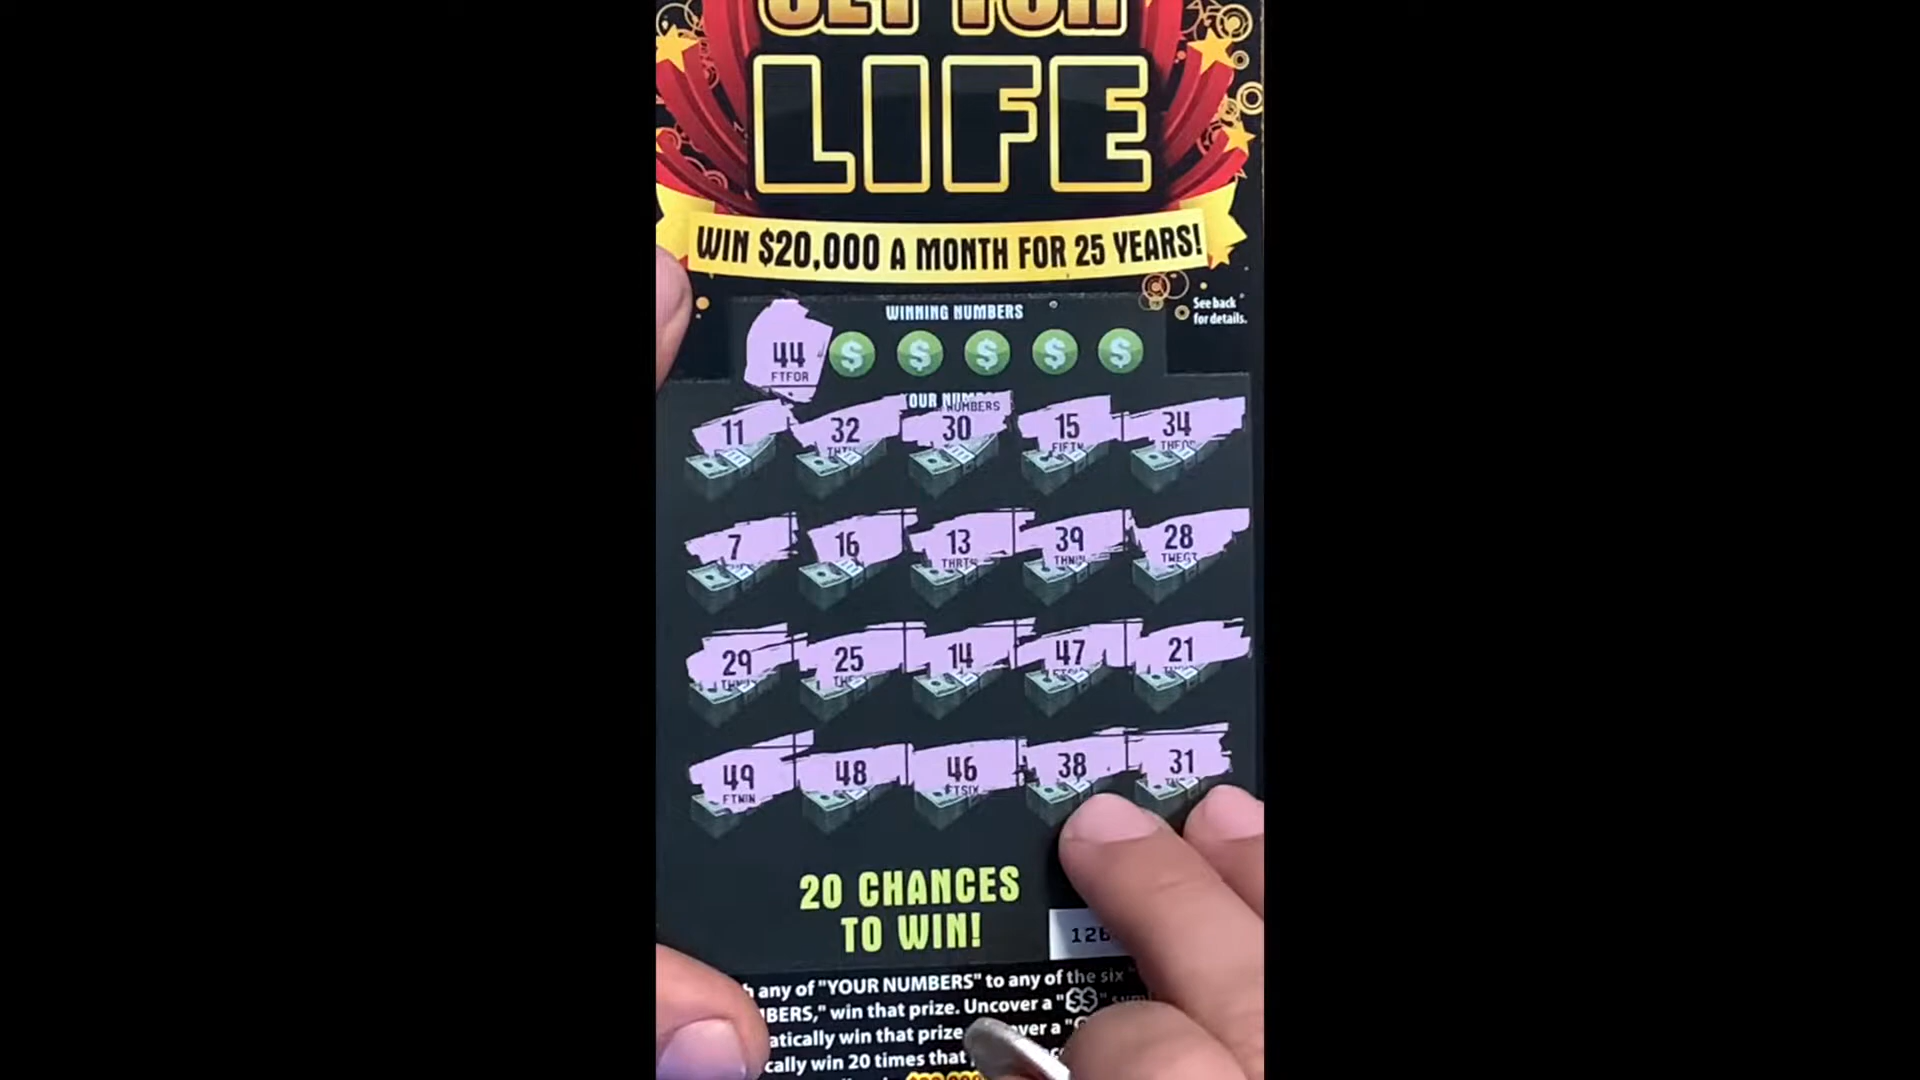 SET FOR
LIFE
WIN $20,000 A MONTH FOR 25 YEARS!
See back
for details.
WINNING NUMBERS
44 $ $ $ $ $
FTFOR
NUMBERS
11 32 30 15 34
7 16 13 39 28
29 25 14 47 21
49 48 46 38 31
FTNIN FTSIX
20 CHANCES
TO WIN!
any of "YOUR NUMBERS" to any of the six
win that prize. Uncover a "$$"
win that prize
win 20 times that